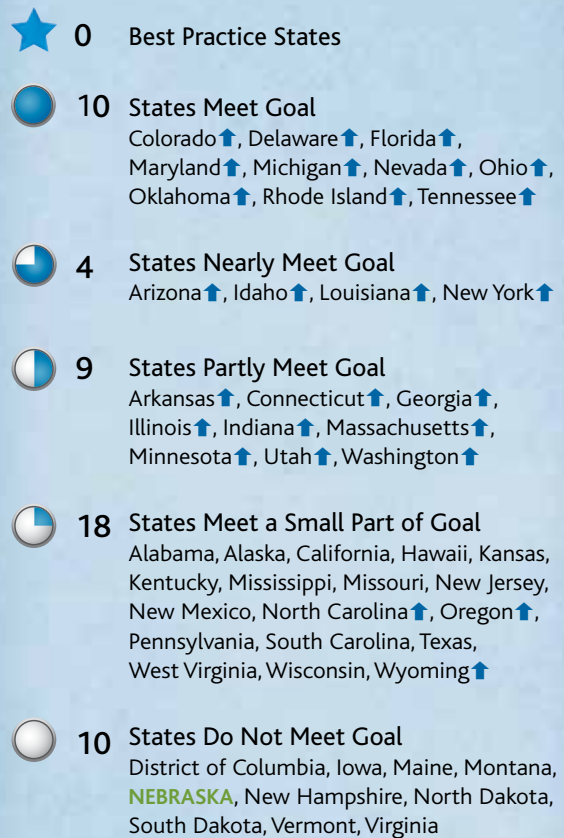 0 Best Practice States
10 States Meet Goal
Colorado⬆, Delaware⬆, Florida⬆,
Maryland⬆, Michigan⬆, Nevada⬆, Ohio⬆,
Oklahoma⬆, Rhode Island⬆, Tennessee⬆
4 States Nearly Meet Goal
Arizona⬆, Idaho⬆, Louisiana⬆, New York⬆
9 States Partly Meet Goal
Arkansas⬆, Connecticut⬆, Georgia⬆,
Illinois⬆, Indiana⬆, Massachusetts⬆,
Minnesota⬆, Utah⬆, Washington⬆
18 States Meet a Small Part of Goal
Alabama, Alaska, California, Hawaii, Kansas,
Kentucky, Mississippi, Missouri, New Jersey,
New Mexico, North Carolina⬆, Oregon⬆,
Pennsylvania, South Carolina, Texas,
West Virginia, Wisconsin, Wyoming⬆
10 States Do Not Meet Goal
District of Columbia, Iowa, Maine, Montana,
NEBRASKA, New Hampshire, North Dakota,
South Dakota, Vermont, Virginia